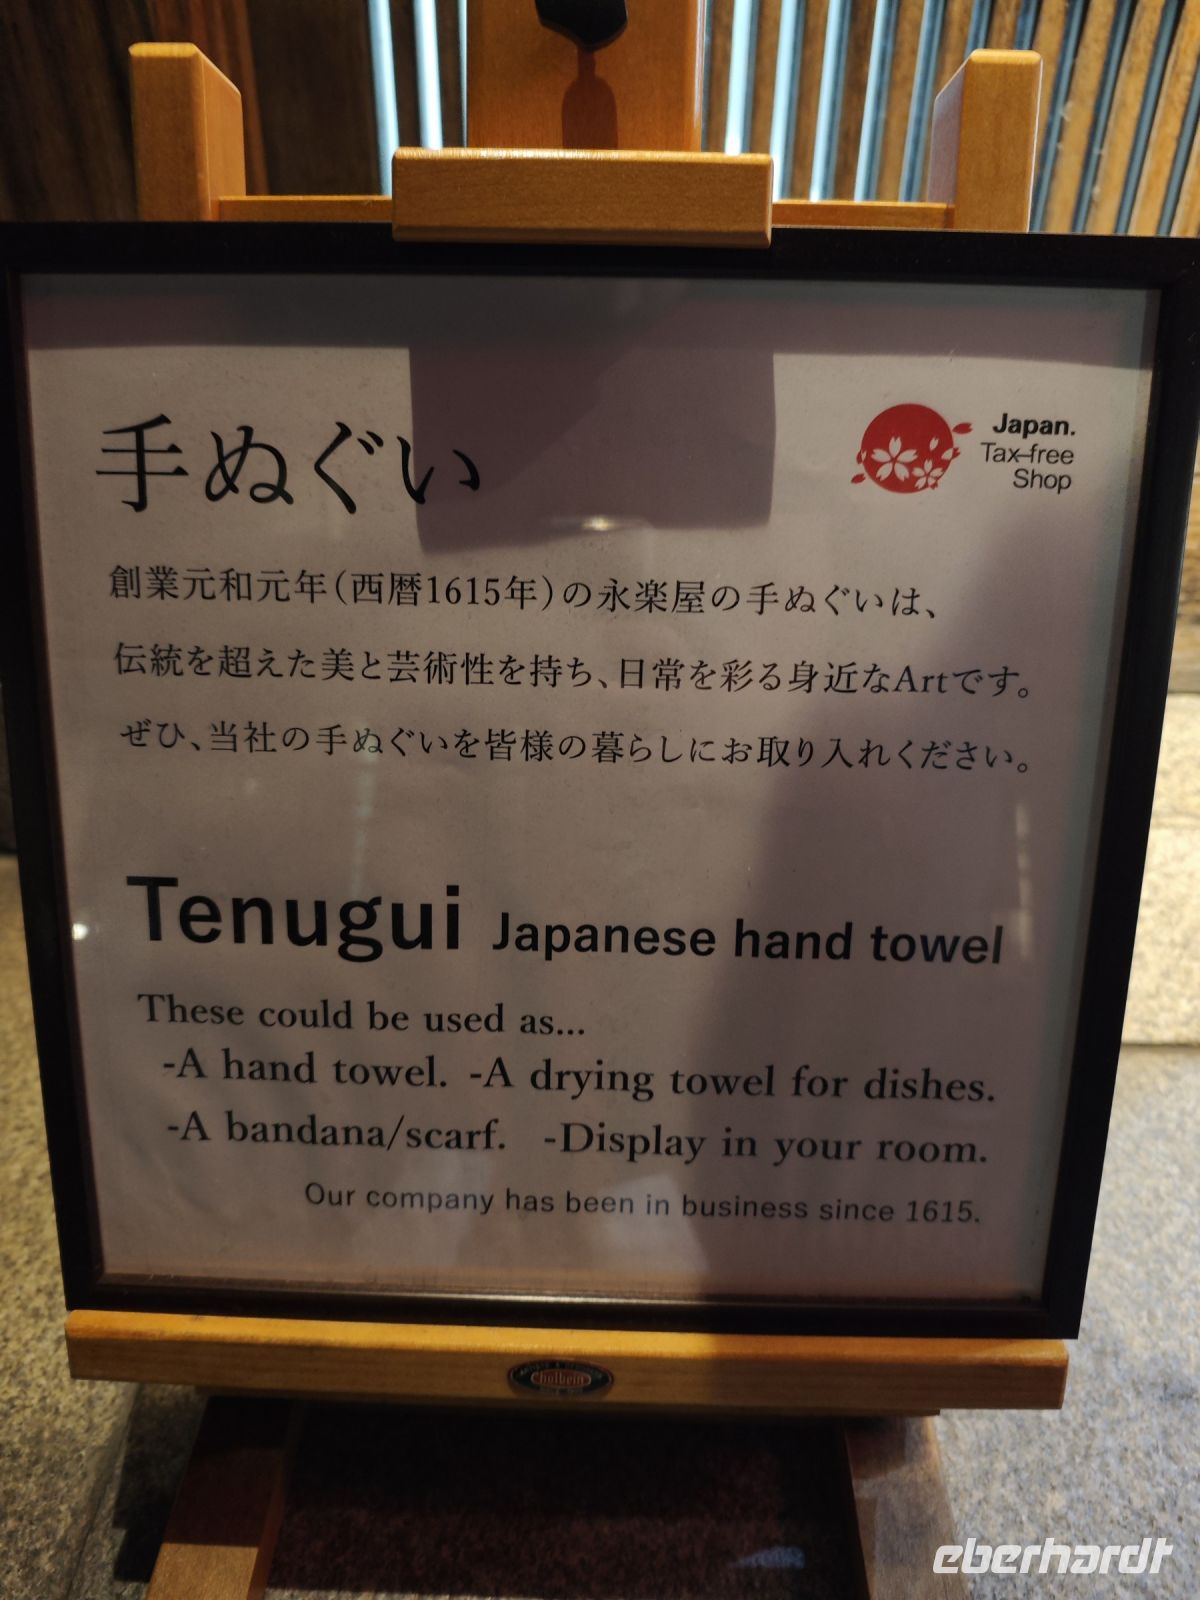 手ぬぐい
Japan.
Tax-free
Shop
創業元和元年(西暦1615年)の永楽屋の手ぬぐいは、
伝統を超えた美と芸術性を持ち、日常を彩る身近なArtです。
ぜひ、当社の手ぬぐいを皆様の暮らしにお取り入れください。
Tenugui Japanese hand towel
These could be used as...
-A hand towel. -A drying towel for dishes.
-A bandana/scarf. -Display in your room.
Our company has been in business since 1615.
holbein
eberhardt